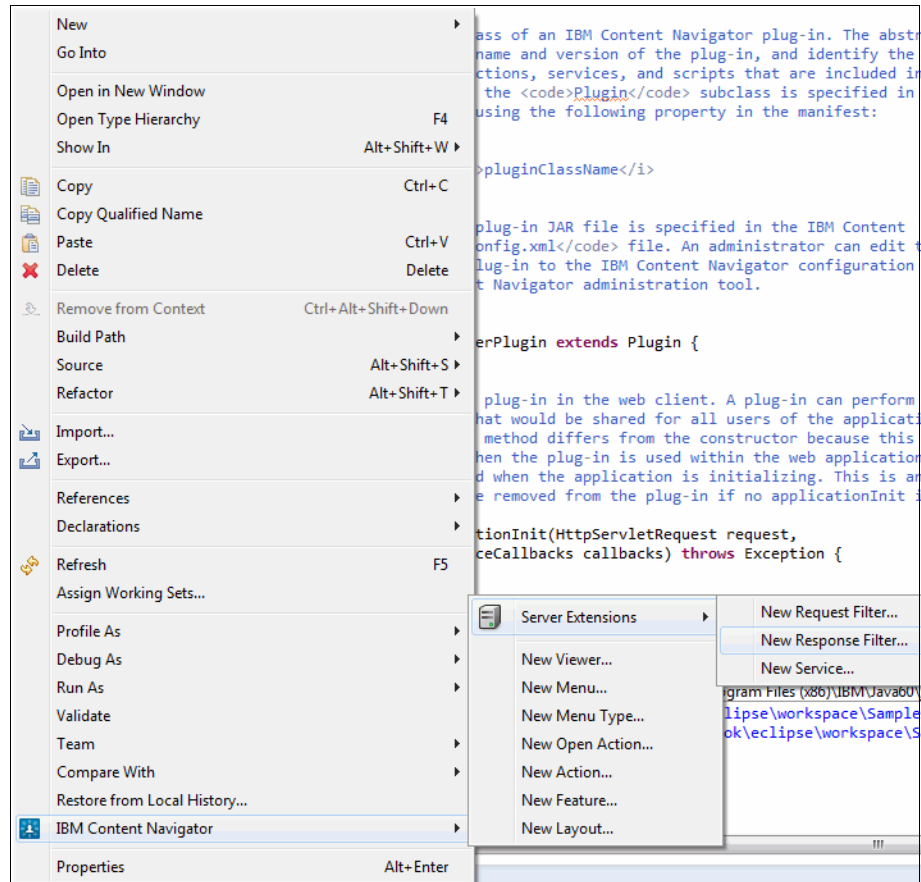 New
Go Into
Open in New Window
Open Type Hierarchy F4
Show In Alt+Shift+W
Copy Ctrl+C
Copy Qualified Name
Paste Ctrl+V
Delete Delete
Remove from Context Ctrl+Alt+Shift+Down
Build Path
Source Alt+Shift+S
Refactor Alt+Shift+T
Import...
Export...
References
Declarations
Refresh F5
Assign Working Sets...
Profile As
Debug As
Run As
Validate
Team
Compare With
Restore from Local History...
IBM Content Navigator
Properties Alt+Enter
Server Extensions
New Viewer...
New Menu...
New Menu Type...
New Open Action...
New Action...
New Feature...
New Layout...
New Request Filter...
New Response Filter...
New Service...
ass of an IBM Content Navigator plug-in. The abstr
name and version of the plug-in, and identify the
ctions, services, and scripts that are included in
the <code>Plugin</code> subclass is specified in
using the following property in the manifest:
>pluginClassName</i>
plug-in JAR file is specified in the IBM Content
onfig.xml</code> file. An administrator can edit t
lug-in to the IBM Content Navigator configuration
t Navigator administration tool.
erPlugin extends Plugin {
plug-in in the web client. A plug-in can perform
hat would be shared for all users of the applicati
method differs from the constructor because this
hen the plug-in is used within the web application
d when the application is initializing. This is an
e removed from the plug-in if no applicationInit i
tionInit(HttpServletRequest request,
ceCallbacks callbacks) throws Exception {
gram Files (x86)\IBM\Java60\
lipse\workspace\Sample
ok\eclipse\workspace\S